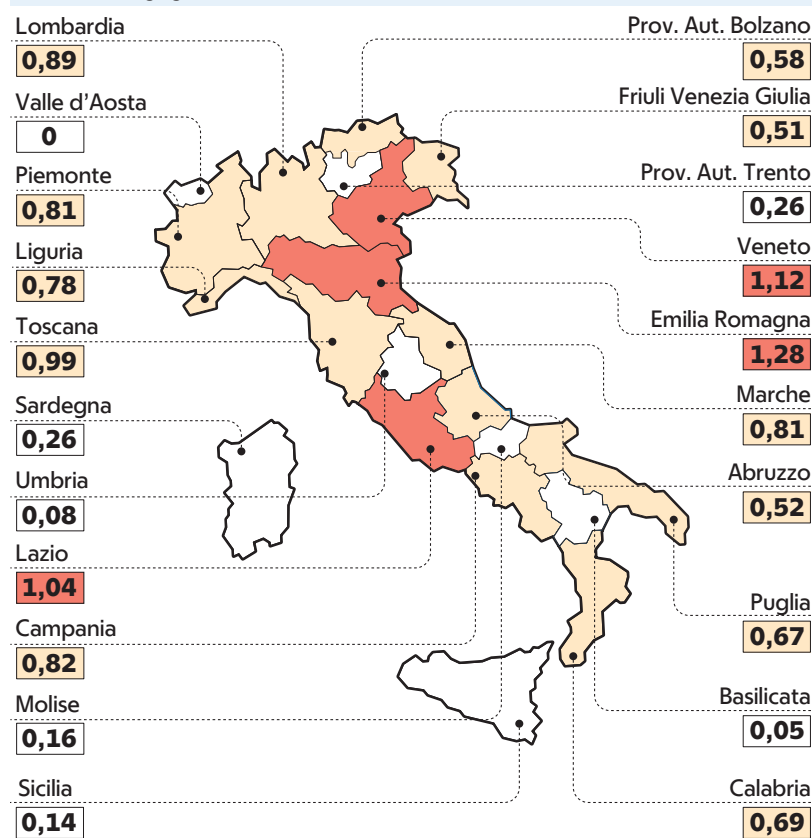 Lombardia
0,89
Valle d'Aosta
0
Piemonte
0,81
Liguria
0,78
Toscana
0,99
Sardegna
0,26
Umbria
0,08
Lazio
1,04
Campania
0,82
Molise
0,16
Sicilia
0,14
Prov. Aut. Bolzano
0,58
Friuli Venezia Giulia
0,51
Prov. Aut. Trento
0,26
Veneto
1,12
Emilia Romagna
1,28
Marche
0,81
Abruzzo
0,52
Puglia
0,67
Basilicata
0,05
Calabria
0,69